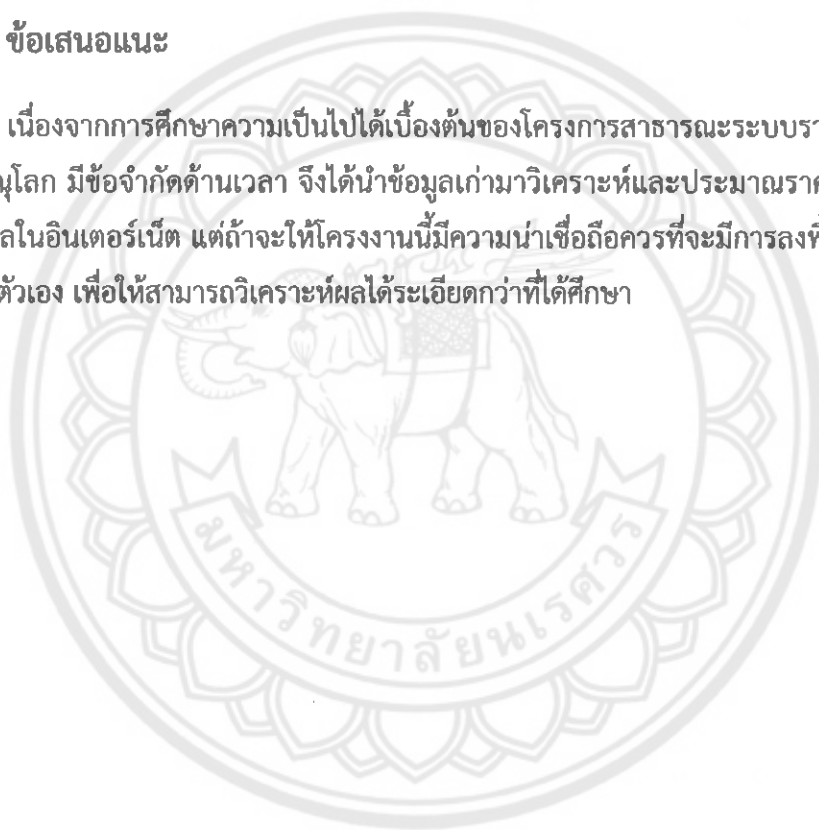 ข้อเสนอแนะ
เนื่องจากการศึกษาความเป็นไปได้เบื้องต้นของโครงการสาธารณะระบบรา
ณุโลก มีข้อจำกัดด้านเวลา จึงได้นำข้อมูลเก่ามาวิเคราะห์และประมาณราค
ลในอินเตอร์เน็ต แต่ถ้าจะให้โครงงานนี้มีความน่าเชื่อถือควรที่จะมีการลงพื้
ตัวเอง เพื่อให้สามารถวิเคราะห์ผลได้ระเอียดกว่าที่ได้ศึกษา
มหาวิทยาลัยนเรศวร